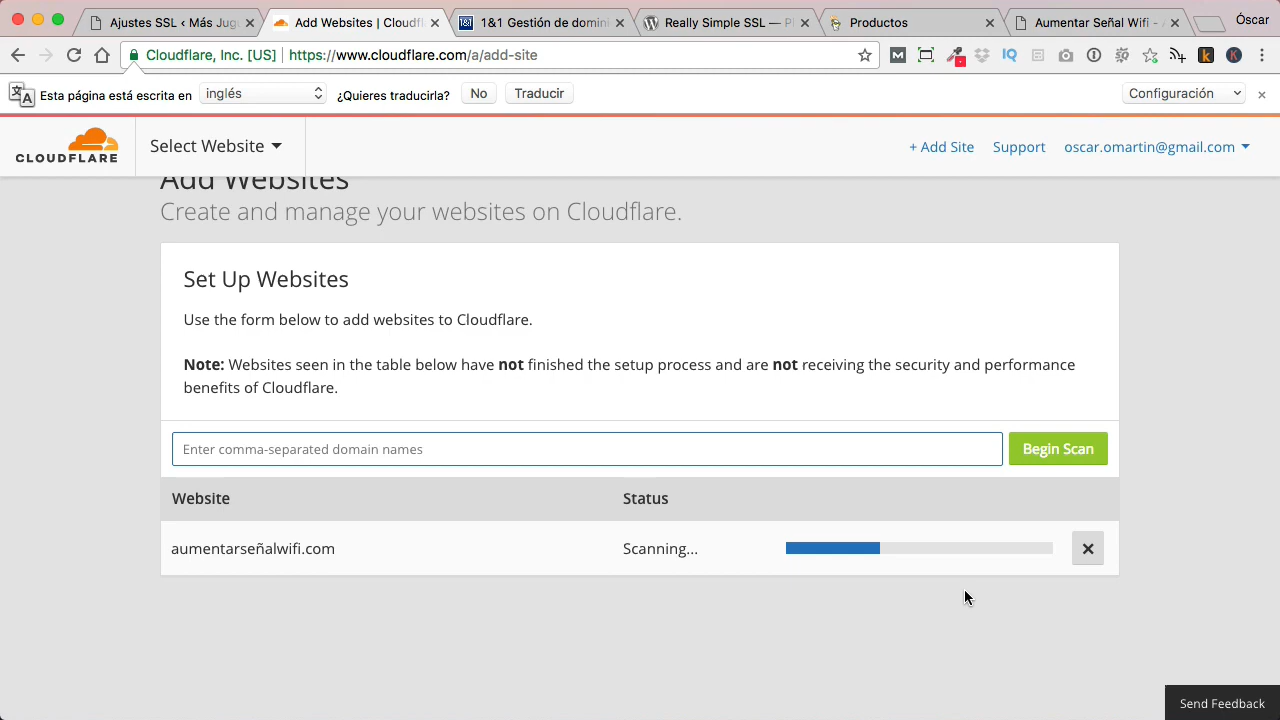 Ajustes SSL ‹ Más Jug
Add Websites | Cloudfl
1&1 Gestión de domini
Really Simple SSL — Pl
Productos
Aumentar Señal Wifi - A
Óscar
Cloudflare, Inc. [US] https://www.cloudflare.com/a/add-site
Esta página está escrita en inglés ¿Quieres traducirla? No Traducir Configuración
CLOUDFLARE
Select Website
+ Add Site Support oscar.omartin@gmail.com
Add Websites
Create and manage your websites on Cloudflare.
Set Up Websites
Use the form below to add websites to Cloudflare.
Note: Websites seen in the table below have not finished the setup process and are not receiving the security and performance
benefits of Cloudflare.
Enter comma-separated domain names Begin Scan
Website Status
aumentarseñalwifi.com Scanning...
Send Feedback